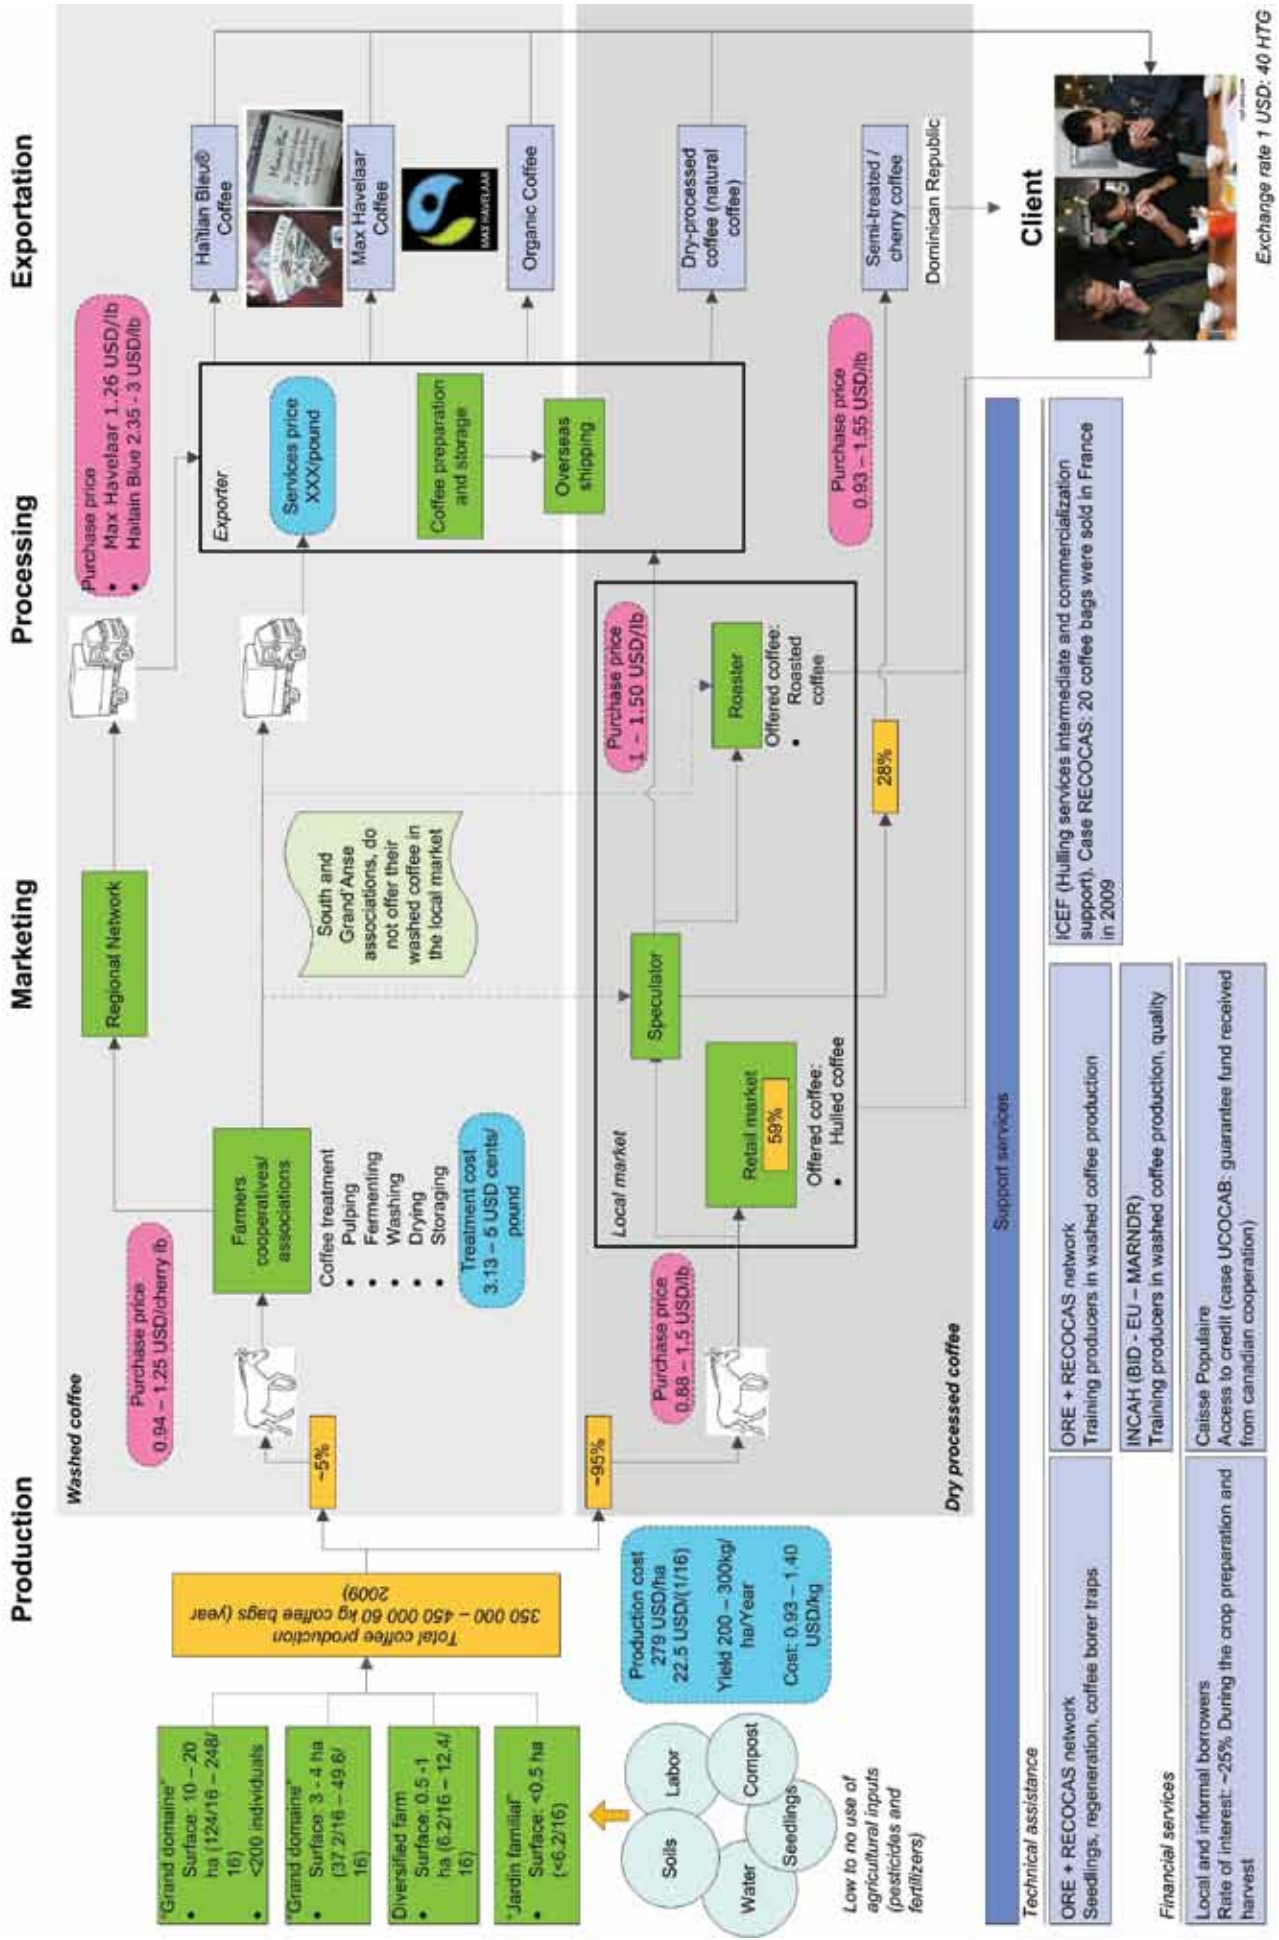 Production
Marketing
Processing
Exportation
"Grand domaine"
• Surface: 10 – 20
ha (124/16 – 248/
16)
• <200 individuals
"Grand domaine"
• Surface: 3 - 4 ha
(37.2/16 – 49.6/
16)
Diversified farm
• Surface: 0.5 -1
ha (6.2/16 – 12.4/
16)
"Jardin familial"
• Surface: <0.5 ha
(<6.2/16)
Soils
Labor
Water
Compost
Seedlings
Low to no use of
agricultural inputs
(pesticides and
fertilizers)
Total coffee production
350 000 – 450 000 60 kg coffee bags (year
2009)
Production cost
279 USD/ha
22.5 USD/(1/16)
Yield 200 – 300kg/
ha/Year
Cost: 0.93 – 1.40
USD/kg
Washed coffee
~5%
~95%
Purchase price
0.94 – 1.25 USD/cherry lb
Farmers
cooperatives/
associations
Coffee treatment
• Pulping
• Fermenting
• Washing
• Drying
• Storaging
Treatment cost
3.13 – 5 USD cents/
pound
Regional Network
South and
Grand'Anse
associations, do
not offer their
washed coffee in
the local market
Purchase price
• Max Havelaar 1.26 USD/lb
• Haitain Blue 2.35 - 3 USD/lb
Exporter
Services price
XXX/pound
Coffee preparation
and storage
Overseas
shipping
Haïtian Bleu®
Coffee
Max Havelaar
Coffee
MAX HAVELAAR
Organic Coffee
Dry-processed
coffee (natural
coffee)
Semi-treated /
cherry coffee
Dominican Republic
Dry processed coffee
Purchase price
0.88 – 1.5 USD/lb
Local market
Retail market
59%
Offered coffee:
• Hulled coffee
Speculator
Purchase price
1 – 1.50 USD/lb
Roaster
Offered coffee:
• Roasted
coffee
28%
Purchase price
0.93 – 1.55 USD/lb
Client
Exchange rate 1 USD: 40 HTG
Support services
Technical assistance
ORE + RECOCAS network
Seedlings, regeneration, coffee borer traps
ORE + RECOCAS network
Training producers in washed coffee production
INCAH (BID - EU – MARNDR)
Training producers in washed coffee production, quality
ICEF (Hulling services intermediate and commercialization
support). Case RECOCAS: 20 coffee bags were sold in France
in 2009
Financial services
Local and informal borrowers
Rate of interest: ~25% During the crop preparation and
harvest
Caisse Populaire
Access to credit (case UCOCAB: guarantee fund received
from canadian cooperation)